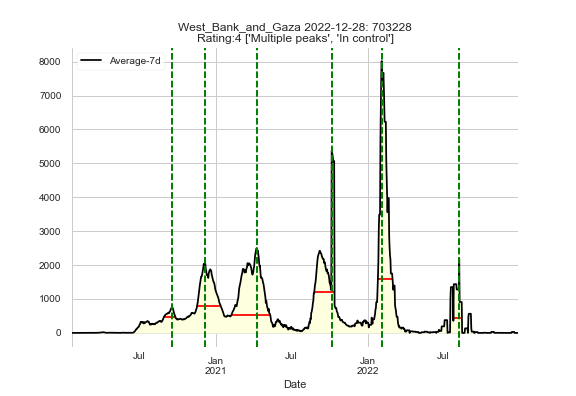 West_Bank_and_Gaza 2022-12-28: 703228
Rating:4 ['Multiple peaks', 'In control']
Average-7d
8000
7000
6000
5000
4000
3000
2000
1000
0
Jul
Jan
2021
Jul
Jan
2022
Jul
Date